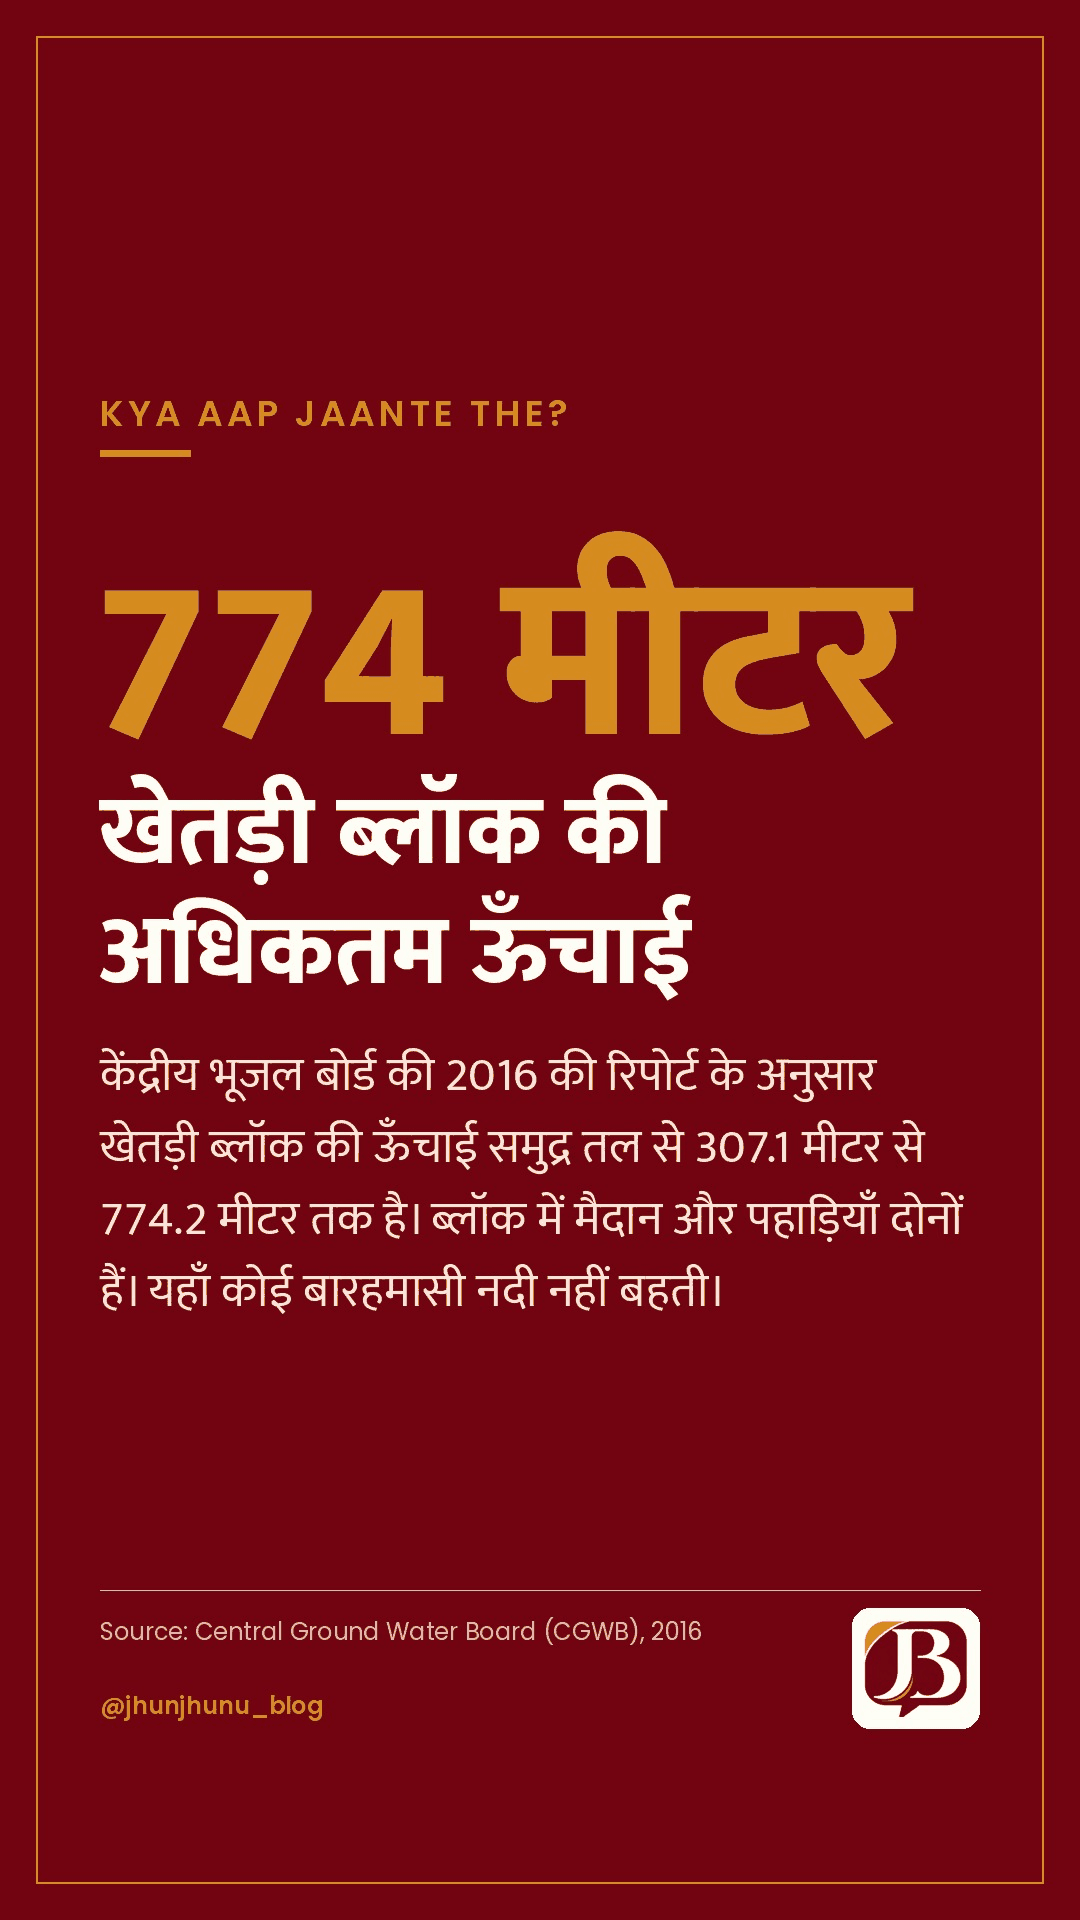 KYA AAP JAANTE THE?
774 मीटर
खेतड़ी ब्लॉक की
अधिकतम ऊँचाई
केंद्रीय भूजल बोर्ड की 2016 की रिपोर्ट के अनुसार
खेतड़ी ब्लॉक की ऊँचाई समुद्र तल से 307.1 मीटर से
774.2 मीटर तक है। ब्लॉक में मैदान और पहाड़ियाँ दोनों
हैं। यहाँ कोई बारहमासी नदी नहीं बहती।
Source: Central Ground Water Board (CGWB), 2016
@jhunjhunu_blog
JB